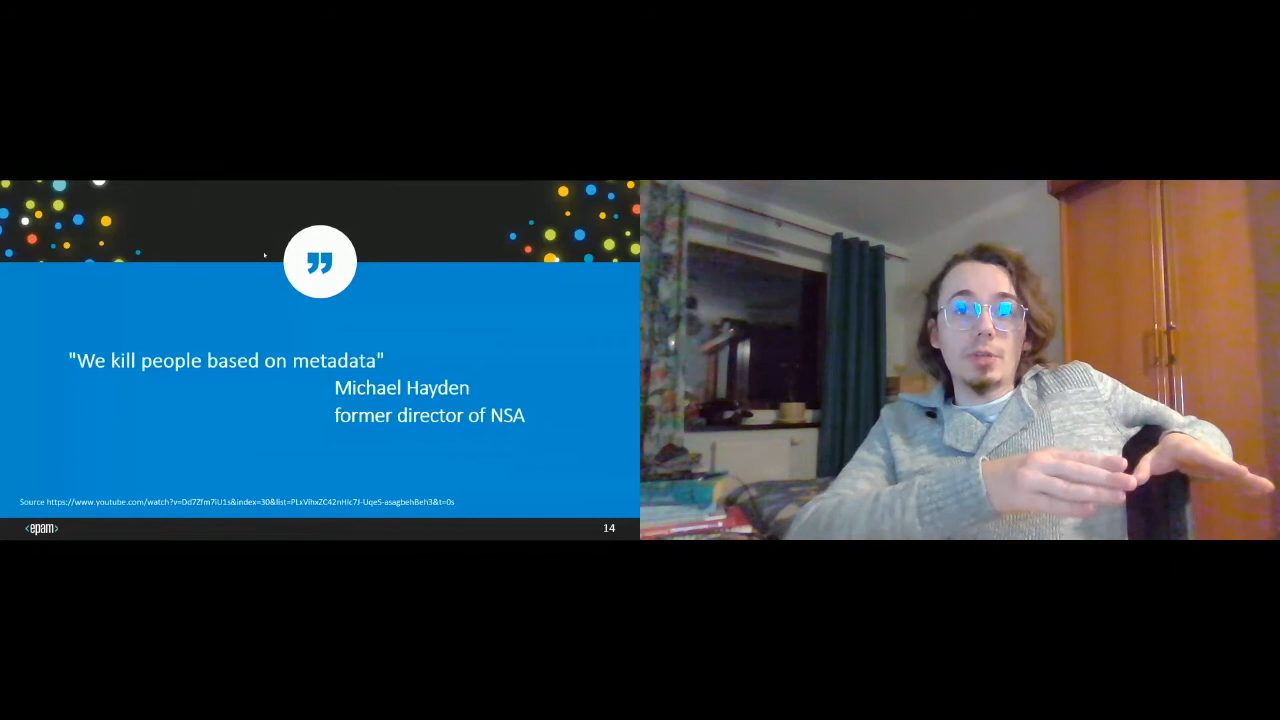 "We kill people based on metadata"
Michael Hayden
former director of NSA
<epam>
14